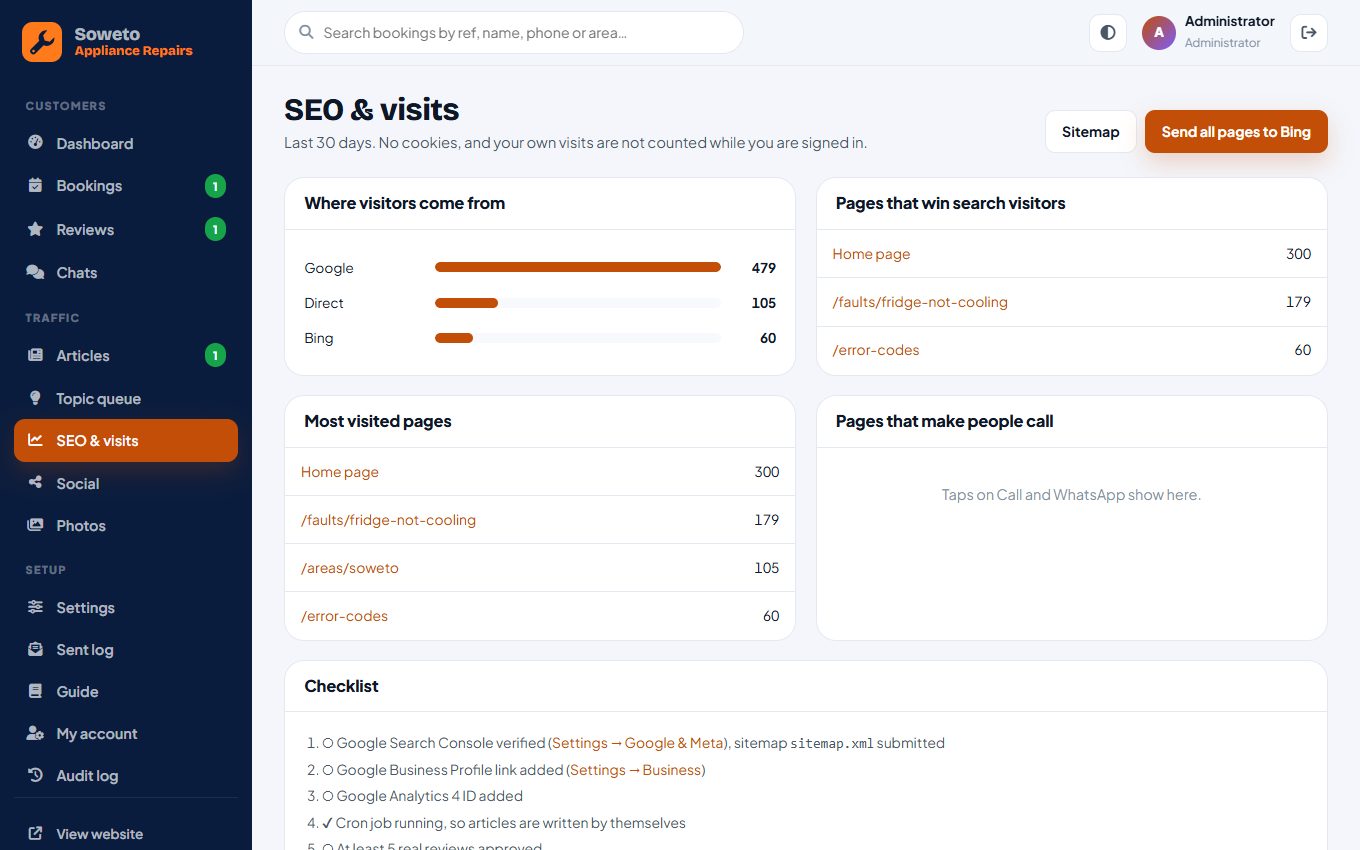 Soweto
Appliance Repairs
CUSTOMERS
Dashboard
Bookings 1
Reviews 1
Chats
TRAFFIC
Articles 1
Topic queue
SEO & visits
Social
Photos
SETUP
Settings
Sent log
Guide
My account
Audit log
View website
Search bookings by ref, name, phone or area...
A
Administrator
Administrator
SEO & visits
Last 30 days. No cookies, and your own visits are not counted while you are signed in.
Sitemap
Send all pages to Bing
Where visitors come from
Google 479
Direct 105
Bing 60
Pages that win search visitors
Home page 300
/faults/fridge-not-cooling 179
/error-codes 60
Most visited pages
Home page 300
/faults/fridge-not-cooling 179
/areas/soweto 105
/error-codes 60
Pages that make people call
Taps on Call and WhatsApp show here.
Checklist
1. ○ Google Search Console verified (Settings → Google & Meta), sitemap sitemap.xml submitted
2. ○ Google Business Profile link added (Settings → Business)
3. ○ Google Analytics 4 ID added
4. ✓ Cron job running, so articles are written by themselves
5. ○ At least 5 real reviews approved